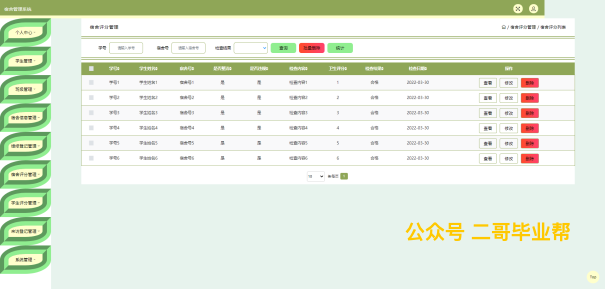 宿舍管理系统
个人中心
学生管理
班级管理
宿舍信息管理
宿舍登记管理
宿舍评分管理
学生评分管理
来访登记管理
系统管理
宿舍评分管理
宿舍评分管理 / 宿舍评分列表
学号 请输入学号 宿舍号 请输入宿舍号 检查结果 查询 批量删除 统计
学号 学生姓名 宿舍号 是否整洁 是否违规 检查内容 卫生评分 检查结果 检查日期 操作
学号1 学生姓名1 宿舍号1 是 是 检查内容1 1 合格 2022-03-30 查看 修改 删除
学号2 学生姓名2 宿舍号2 是 是 检查内容2 2 合格 2022-03-30 查看 修改 删除
学号3 学生姓名3 宿舍号3 是 是 检查内容3 3 合格 2022-03-30 查看 修改 删除
学号4 学生姓名4 宿舍号4 是 是 检查内容4 4 合格 2022-03-30 查看 修改 删除
学号5 学生姓名5 宿舍号5 是 是 检查内容5 5 合格 2022-03-30 查看 修改 删除
学号6 学生姓名6 宿舍号6 是 是 检查内容6 6 合格 2022-03-30 查看 修改 删除
10 条每页 1
公众号 二哥毕业帮
Top